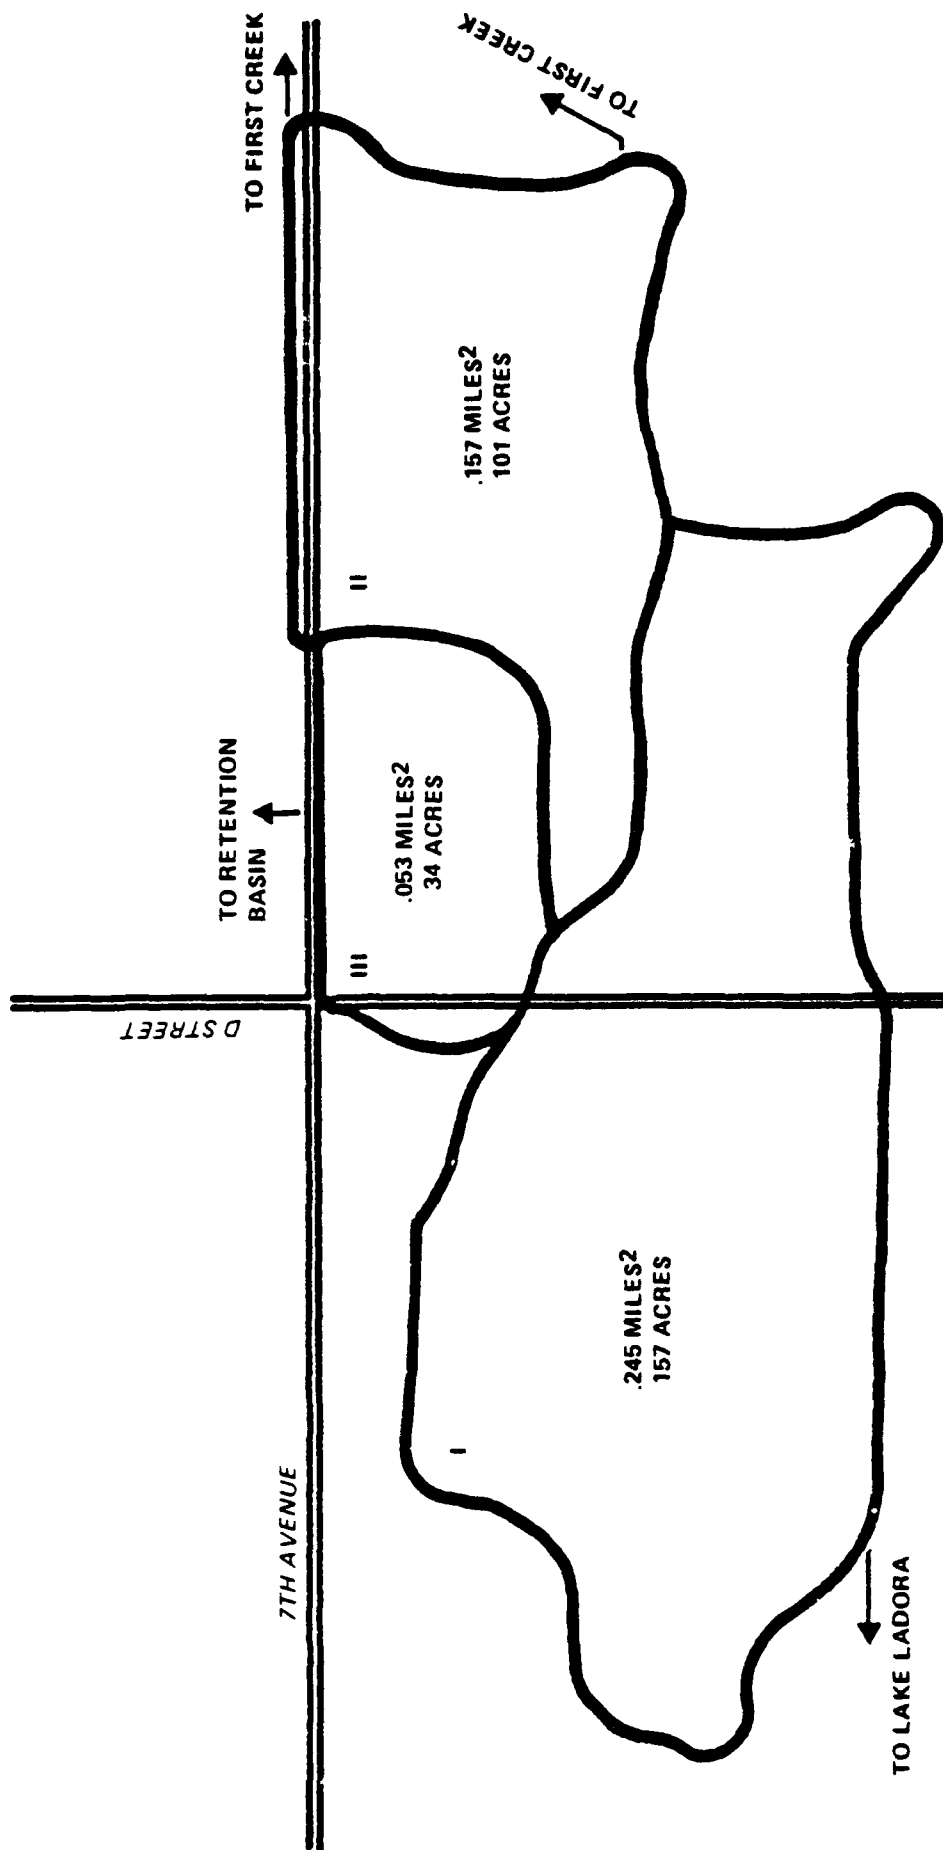 TO FIRST CREEK
TO FIRST CREEK
.157 MILES²
101 ACRES
II
TO RETENTION
BASIN
.053 MILES²
34 ACRES
III
D STREET
7TH AVENUE
.245 MILES²
157 ACRES
I
TO LAKE LADORA